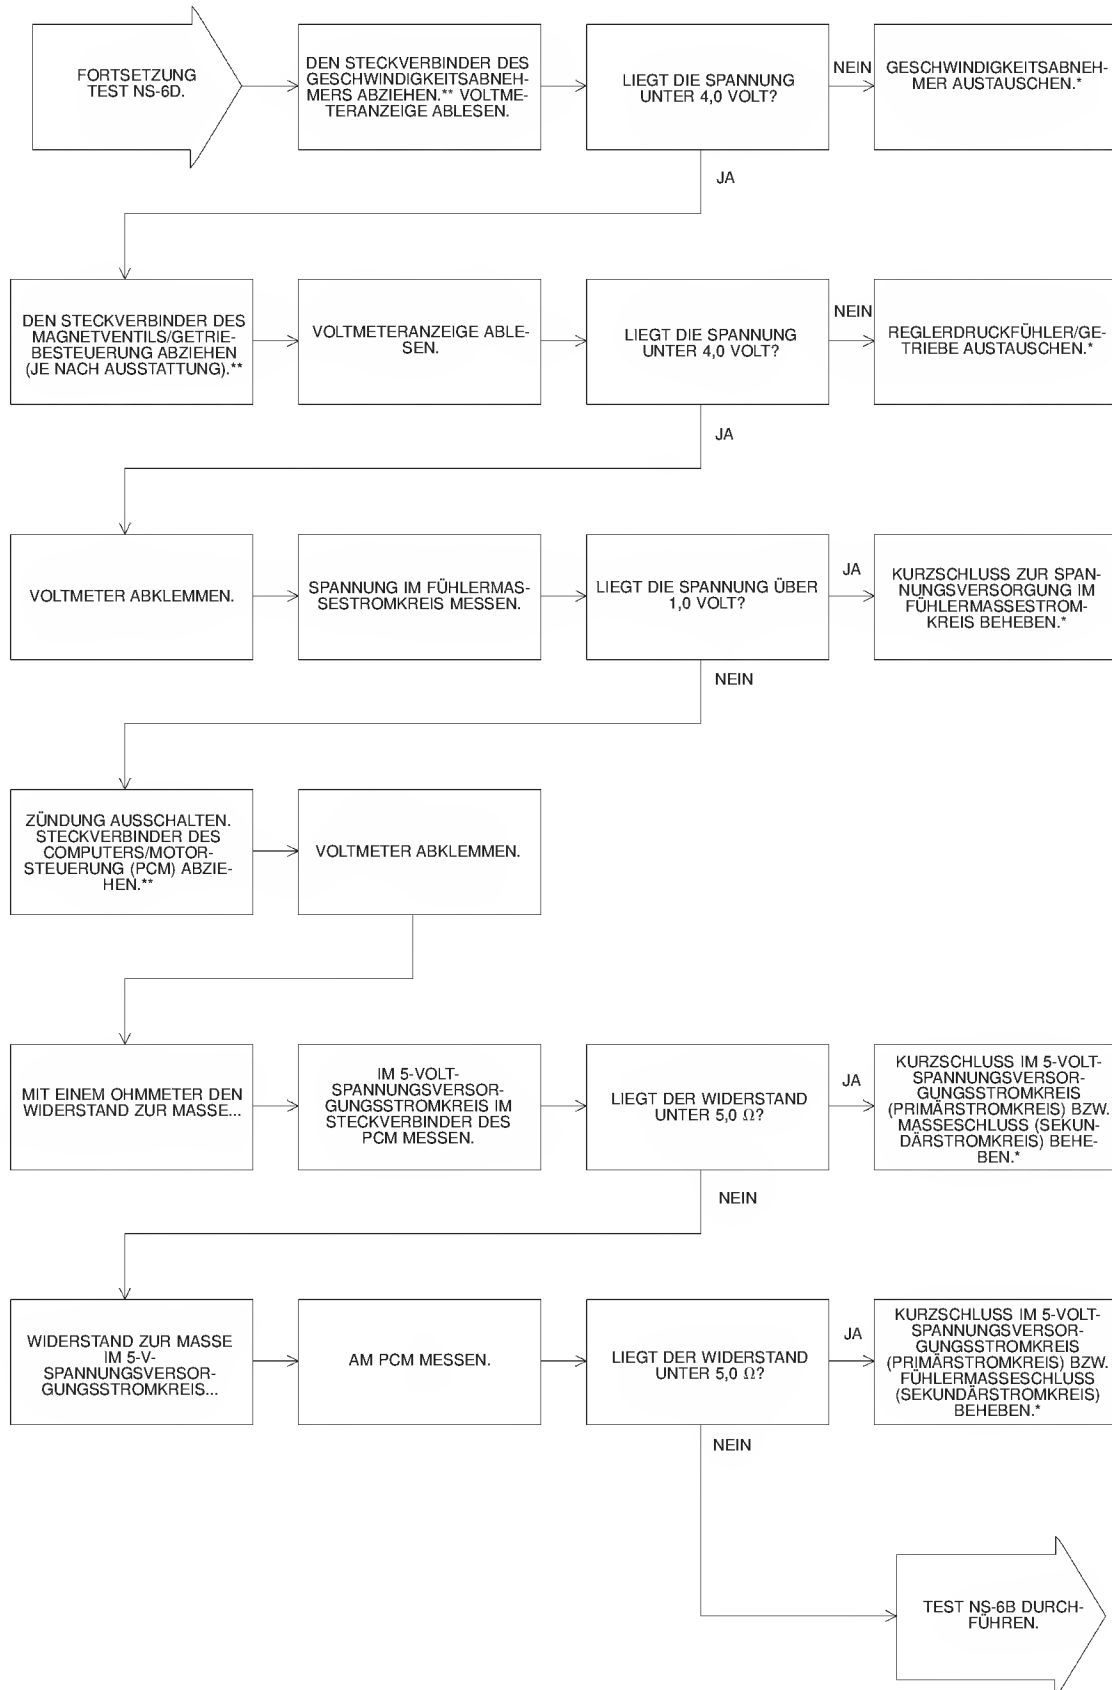 FORTSETZUNG
TEST NS-6D.
DEN STECKVERBINDER DES
GESCHWINDIGKEITSABNEH-
MERS ABZIEHEN.** VOLTME-
TERANZEIGE ABLESEN.
LIEGT DIE SPANNUNG
UNTER 4,0 VOLT?
NEIN
GESCHWINDIGKEITSABNEH-
MER AUSTAUSCHEN.*
JA
DEN STECKVERBINDER DES
MAGNETVENTILS/GETRIE-
BESTEUERUNG ABZIEHEN
(JE NACH AUSSTATTUNG).**
VOLTMETERANZEIGE ABLE-
SEN.
LIEGT DIE SPANNUNG
UNTER 4,0 VOLT?
NEIN
REGLERDRUCKFÜHLER/GE-
TRIEBE AUSTAUSCHEN.*
JA
VOLTMETER ABKLEMMEN.
SPANNUNG IM FÜHLERMAS-
SESTROMKREIS MESSEN.
LIEGT DIE SPANNUNG ÜBER
1,0 VOLT?
JA
KURZSCHLUSS ZUR SPAN-
NUNGSVERSORGUNG IM
FÜHLERMASSESTROM-
KREIS BEHEBEN.*
NEIN
ZÜNDUNG AUSSCHALTEN.
STECKVERBINDER DES
COMPUTERS/MOTOR-
STEUERUNG (PCM) ABZIE-
HEN.**
VOLTMETER ABKLEMMEN.
MIT EINEM OHMMETER DEN
WIDERSTAND ZUR MASSE...
IM 5-VOLT-
SPANNUNGSVERSOR-
GUNGSSTROMKREIS IM
STECKVERBINDER DES
PCM MESSEN.
LIEGT DER WIDERSTAND
UNTER 5,0 Ω?
JA
KURZSCHLUSS IM 5-VOLT-
SPANNUNGSVERSOR-
GUNGSSTROMKREIS
(PRIMÄRSTROMKREIS) BZW.
MASSESCHLUSS (SEKUN-
DÄRSTROMKREIS) BEHE-
BEN.*
NEIN
WIDERSTAND ZUR MASSE
IM 5-V-
SPANNUNGSVERSOR-
GUNGSSTROMKREIS...
AM PCM MESSEN.
LIEGT DER WIDERSTAND
UNTER 5,0 Ω?
JA
KURZSCHLUSS IM 5-VOLT-
SPANNUNGSVERSOR-
GUNGSSTROMKREIS
(PRIMÄRSTROMKREIS) BZW.
FÜHLERMASSESCHLUSS
(SEKUNDÄRSTROMKREIS)
BEHEBEN.*
NEIN
TEST NS-6B DURCH-
FÜHREN.